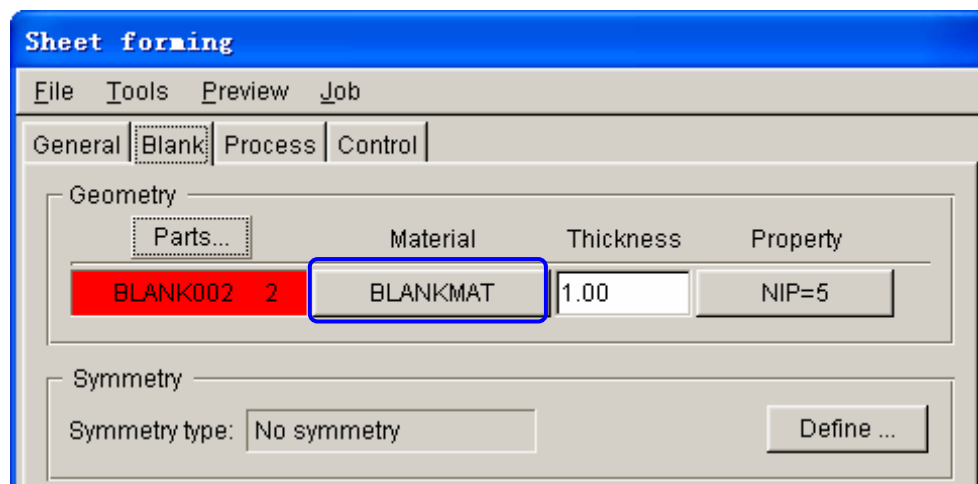 Sheet forming
File Tools Preview Job
General Blank Process Control
Geometry
Parts... Material Thickness Property
BLANK002 2 BLANKMAT 1.00 NIP=5
Symmetry
Symmetry type: No symmetry Define ...